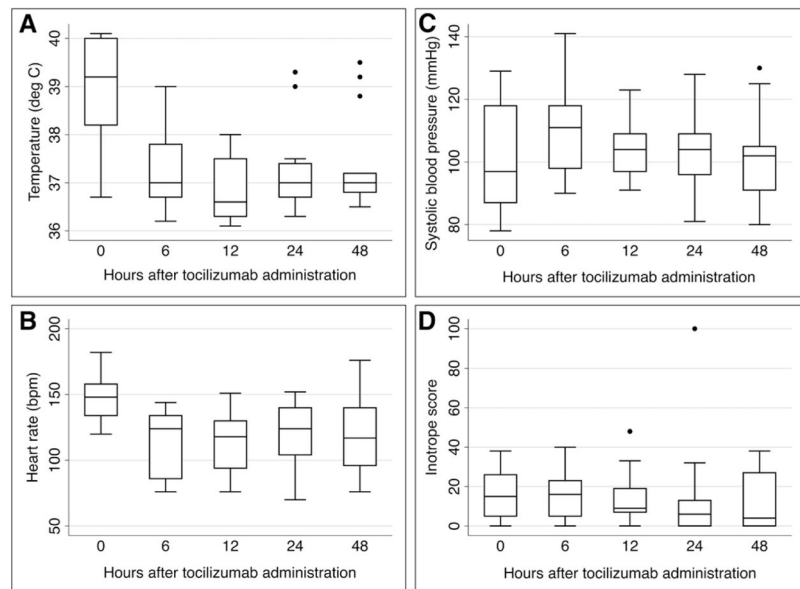 A
Temperature (deg C)
40
39
38
37
36
0 6 12 24 48
Hours after tocilizumab administration
C
Systolic blood pressure (mmHg)
140
120
100
80
0 6 12 24 48
Hours after tocilizumab administration
B
Heart rate (bpm)
200
150
100
50
0 6 12 24 48
Hours after tocilizumab administration
D
Inotrope score
100
80
60
40
20
0
0 6 12 24 48
Hours after tocilizumab administration